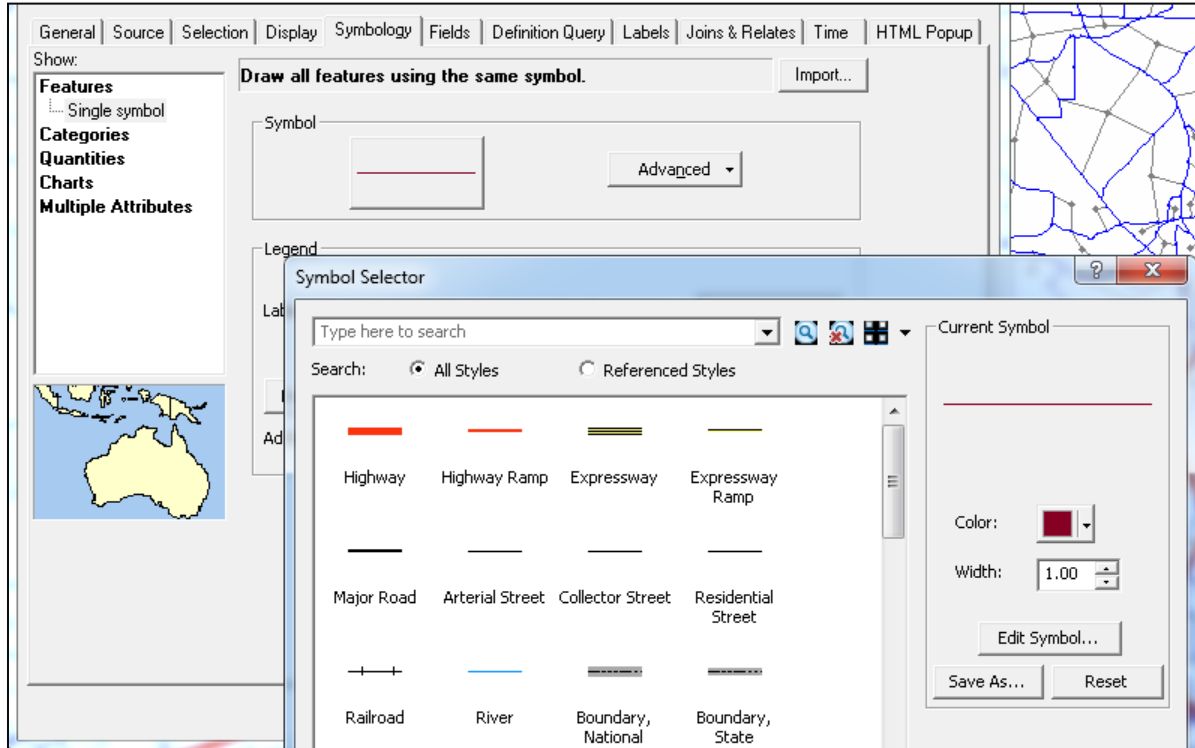 General Source Selection Display Symbology Fields Definition Query Labels Joins & Relates Time HTML Popup
Show:
Features
Single symbol
Categories
Quantities
Charts
Multiple Attributes
Draw all features using the same symbol.
Import...
Symbol
Advanced
Legend
Lab
Ad
Symbol Selector
?
X
Type here to search
Search: All Styles Referenced Styles
Highway Highway Ramp Expressway Expressway
Ramp
Major Road Arterial Street Collector Street Residential
Street
Railroad River Boundary, Boundary,
National State
Current Symbol
Color:
Width: 1.00
Edit Symbol...
Save As... Reset